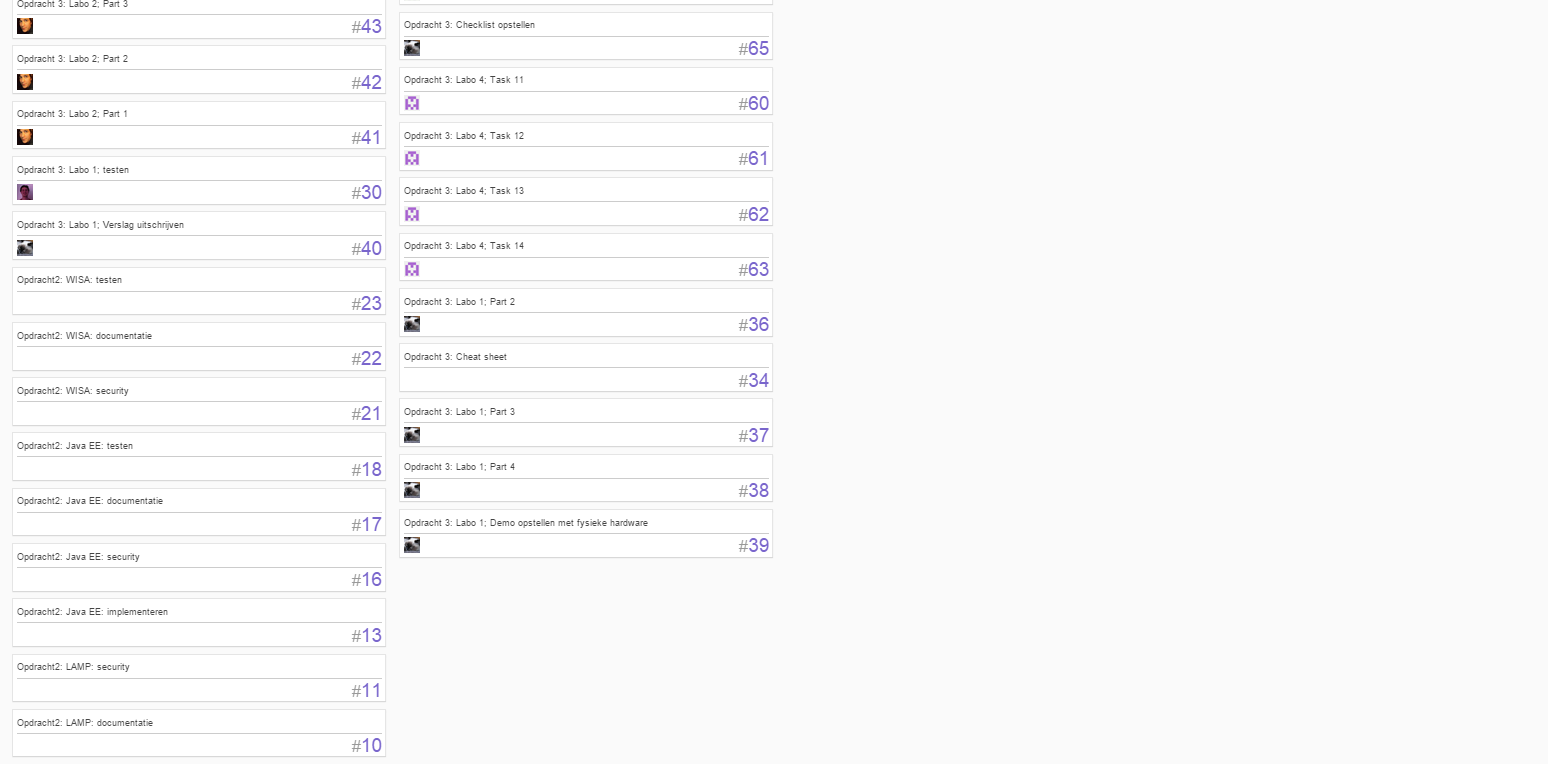 Opdracht 3: Labo 2; Part 3
#43
Opdracht 3: Labo 2; Part 2
#42
Opdracht 3: Labo 2; Part 1
#41
Opdracht 3: Labo 1; testen
#30
Opdracht 3: Labo 1; Verslag uitschrijven
#40
Opdracht2: WISA: testen
#23
Opdracht2: WISA: documentatie
#22
Opdracht2: WISA: security
#21
Opdracht2: Java EE: testen
#18
Opdracht2: Java EE: documentatie
#17
Opdracht2: Java EE: security
#16
Opdracht2: Java EE: implementeren
#13
Opdracht2: LAMP: security
#11
Opdracht2: LAMP: documentatie
#10
Opdracht 3: Checklist opstellen
#65
Opdracht 3: Labo 4; Task 11
#60
Opdracht 3: Labo 4; Task 12
#61
Opdracht 3: Labo 4; Task 13
#62
Opdracht 3: Labo 4; Task 14
#63
Opdracht 3: Labo 1; Part 2
#36
Opdracht 3: Cheat sheet
#34
Opdracht 3: Labo 1; Part 3
#37
Opdracht 3: Labo 1; Part 4
#38
Opdracht 3: Labo 1; Demo opstellen met fysieke hardware
#39